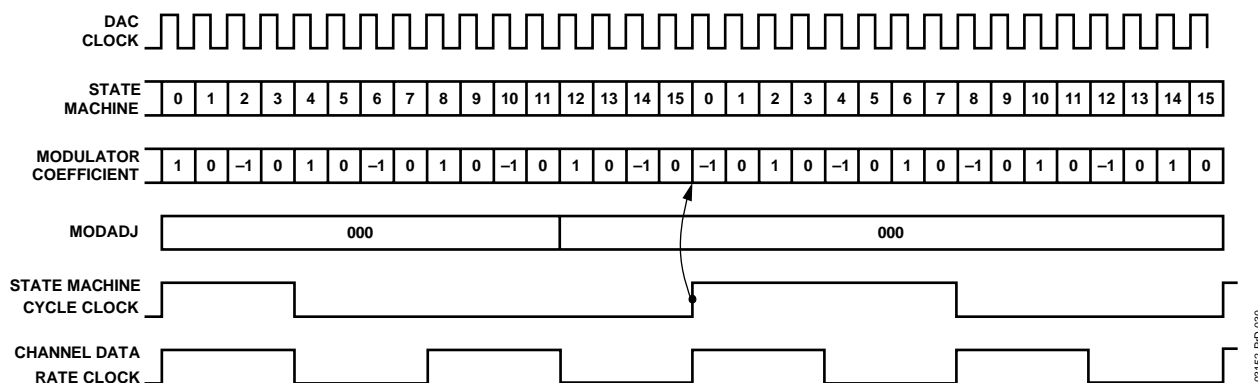 DAC
CLOCK
STATE
MACHINE
0 1 2 3 4 5 6 7 8 9 10 11 12 13 14 15 0 1 2 3 4 5 6 7 8 9 10 11 12 13 14 15
MODULATOR
COEFFICIENT
1 0 –1 0 1 0 –1 0 1 0 –1 0 1 0 –1 0 –1 0 1 0 –1 0 1 0 –1 0 1 0 –1 0 1 0
MODADJ
000 000
STATE MACHINE
CYCLE CLOCK
CHANNEL DATA
RATE CLOCK